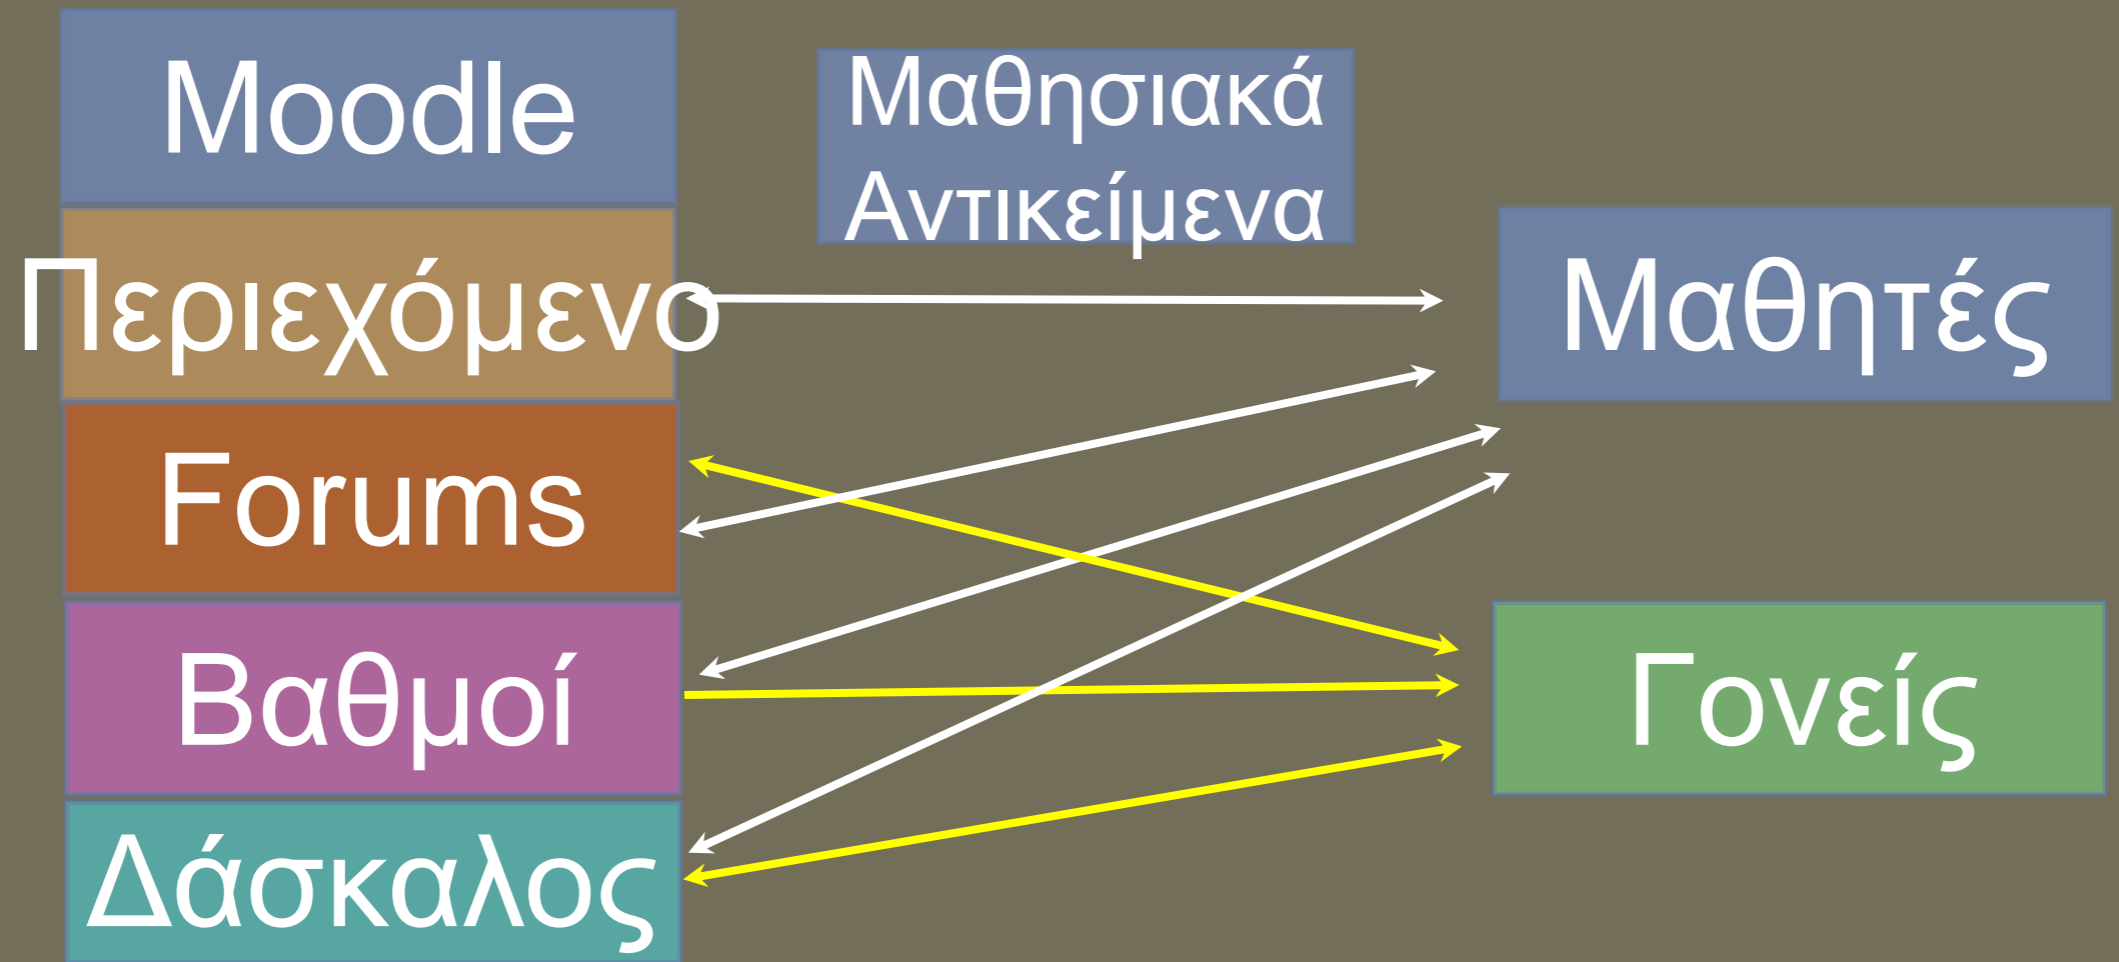 Moodle
Μαθησιακά
Αντικείμενα
Περιεχόμενο
Μαθητές
Forums
Βαθμοί
Γονείς
Δάσκαλος